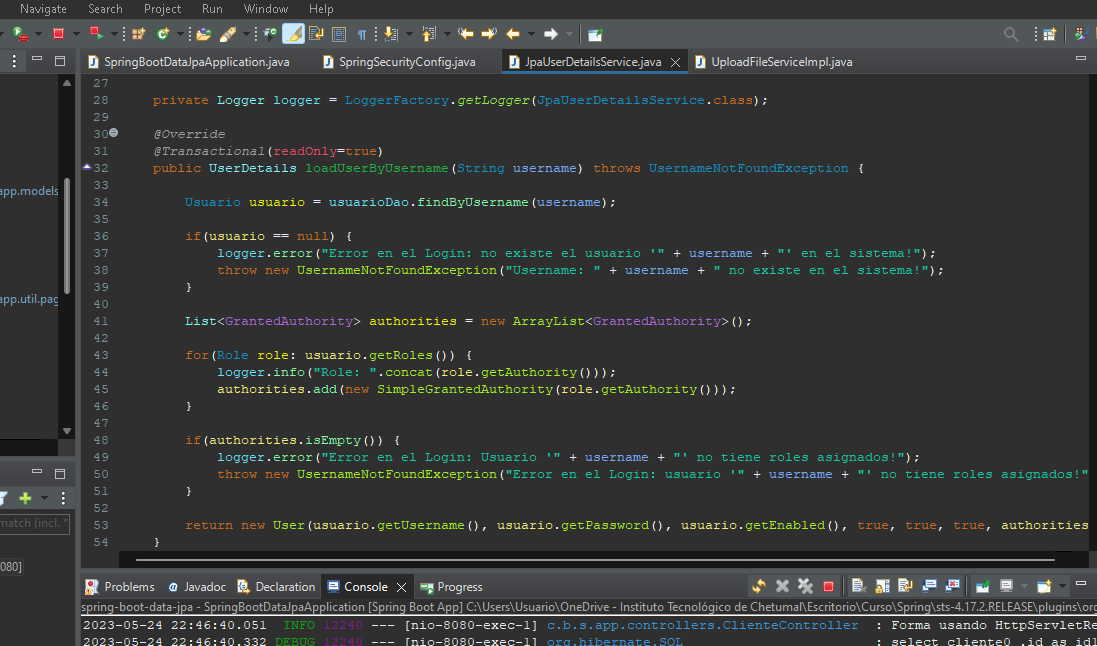 Navigate Search Project Run Window Help
SpringBootDataJpaApplication.java SpringSecurityConfig.java JpaUserDetailsService.java UploadFileServiceImpl.java
27
28 private Logger logger = LoggerFactory.getLogger(JpaUserDetailsService.class);
29
30 @Override
31 @Transactional(readOnly=true)
32 public UserDetails loadUserByUsername(String username) throws UsernameNotFoundException {
33
app.models
34 Usuario usuario = usuarioDao.findByUsername(username);
35
36 if(usuario == null) {
37 logger.error("Error en el Login: no existe el usuario '" + username + "' en el sistema!");
38 throw new UsernameNotFoundException("Username: " + username + " no existe en el sistema!");
39 }
app.util.pag
40
41 List<GrantedAuthority> authorities = new ArrayList<GrantedAuthority>();
42
43 for(Role role: usuario.getRoles()) {
44 logger.info("Role: ".concat(role.getAuthority()));
45 authorities.add(new SimpleGrantedAuthority(role.getAuthority()));
46 }
47
48 if(authorities.isEmpty()) {
49 logger.error("Error en el Login: Usuario '" + username + "' no tiene roles asignados!");
50 throw new UsernameNotFoundException("Error en el Login: usuario '" + username + "' no tiene roles asignados!"
51 }
52
match (incl. *
53 return new User(usuario.getUsername(), usuario.getPassword(), usuario.getEnabled(), true, true, true, authorities
54 }
080]
Problems Javadoc Declaration Console Progress
spring-boot-data-jpa - SpringBootDataJpaApplication [Spring Boot App] C:\Users\Usuario\OneDrive - Instituto Tecnológico de Chetumal\Escritorio\Curso\Spring\sts-4.17.2.RELEASE\plugins\org
2023-05-24 22:46:40.051 INFO 12240 --- [nio-8080-exec-1] c.b.s.app.controllers.ClienteController : Forma usando HttpServletRe
2023-05-24 22:46:40.332 DEBUG 12240 --- [nio-8080-exec-1] org.hibernate.SQL : select cliente0_.id as id1